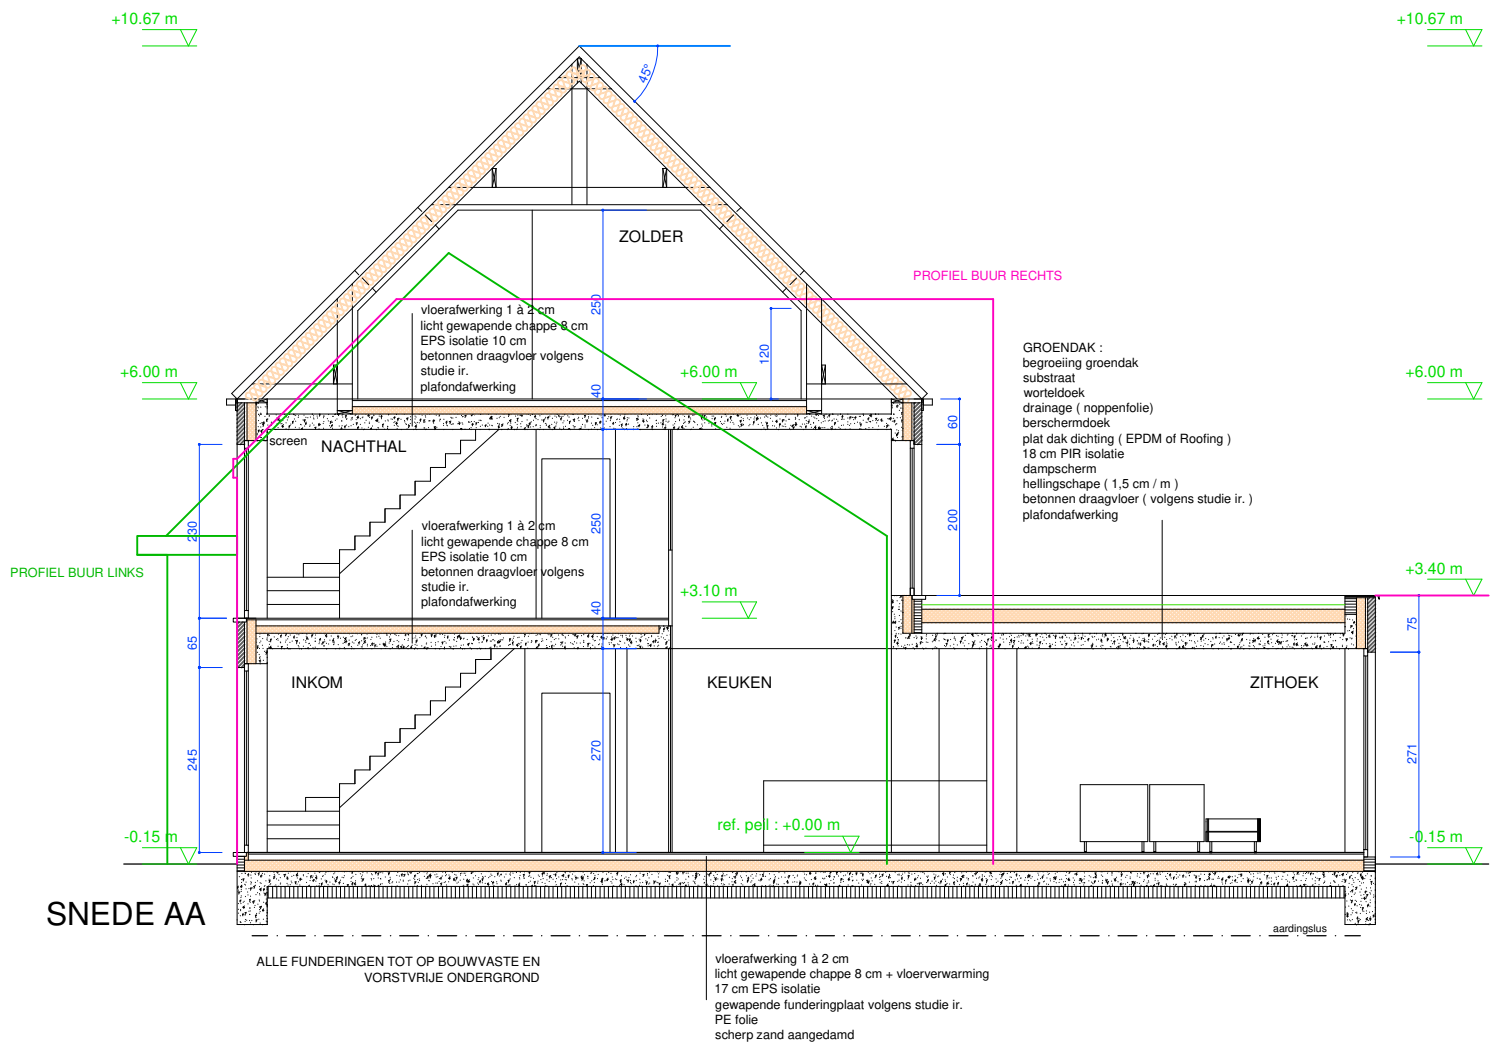 +10.67 m
+10.67 m
45°
ZOLDER
PROFIEL BUUR RECHTS
250
vloerafwerking 1 à 2 cm
licht gewapende chappe 8 cm
EPS isolatie 10 cm
betonnen draagvloer volgens
studie ir.
plafondafwerking
120
GROENDAK :
begroeiing groendak
substraat
worteldoek
drainage ( noppenfolie)
berschermdoek
plat dak dichting ( EPDM of Roofing )
18 cm PIR isolatie
dampscherm
hellingschape ( 1,5 cm / m )
betonnen draagvloer ( volgens studie ir. )
plafondafwerking
+6.00 m
+6.00 m
+6.00 m
40
60
screen
NACHTHAL
230
250
200
vloerafwerking 1 à 2 cm
licht gewapende chappe 8 cm
EPS isolatie 10 cm
betonnen draagvloer volgens
studie ir.
plafondafwerking
PROFIEL BUUR LINKS
+3.10 m
+3.40 m
40
65
75
INKOM
KEUKEN
ZITHOEK
245
270
271
-0.15 m
ref. peil : +0.00 m
-0.15 m
SNEDE AA
aardingslus
ALLE FUNDERINGEN TOT OP BOUWVASTE EN
VORSTVRIJE ONDERGROND
vloerafwerking 1 à 2 cm
licht gewapende chappe 8 cm + vloerverwarming
17 cm EPS isolatie
gewapende funderingplaat volgens studie ir.
PE folie
scherp zand aangedamd